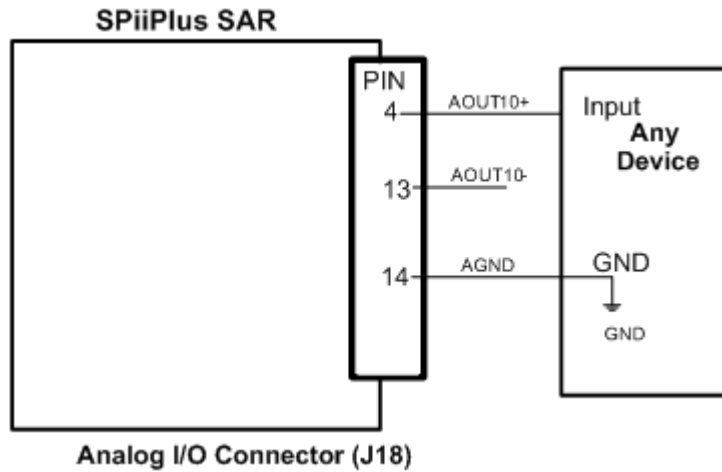 SPiiPlus SAR
PIN
4
AOUT10+
Input
Any
Device
13
AOUT10-
14
AGND
GND
GND
Analog I/O Connector (J18)